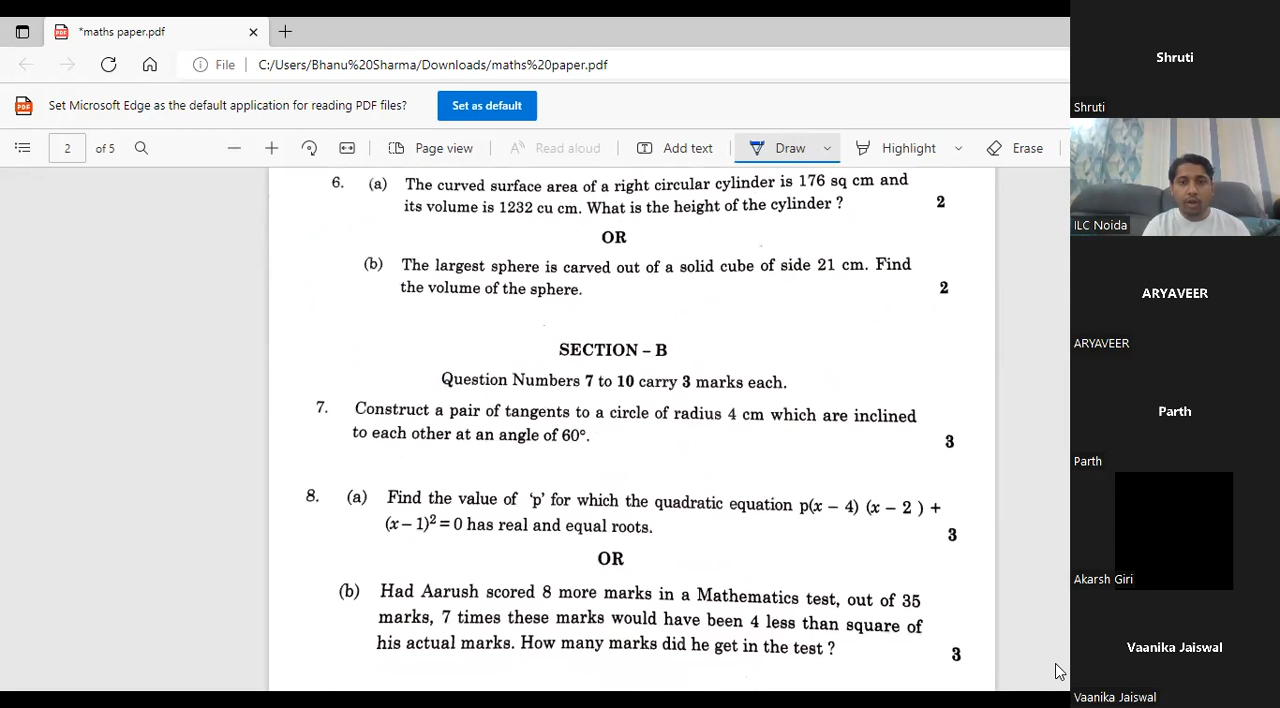 *maths paper.pdf
File C:/Users/Bhanu%20Sharma/Downloads/maths%20paper.pdf
Set Microsoft Edge as the default application for reading PDF files? Set as default
2 of 5 Page view Read aloud Add text Draw Highlight Erase
6. (a) The curved surface area of a right circular cylinder is 176 sq cm and
its volume is 1232 cu cm. What is the height of the cylinder ? 2
OR
(b) The largest sphere is carved out of a solid cube of side 21 cm. Find
the volume of the sphere. 2
SECTION – B
Question Numbers 7 to 10 carry 3 marks each.
7. Construct a pair of tangents to a circle of radius 4 cm which are inclined
to each other at an angle of 60°. 3
8. (a) Find the value of 'p' for which the quadratic equation p(x – 4) (x – 2 ) +
(x – 1)² = 0 has real and equal roots. 3
OR
(b) Had Aarush scored 8 more marks in a Mathematics test, out of 35
marks, 7 times these marks would have been 4 less than square of
his actual marks. How many marks did he get in the test ? 3
Shruti
Shruti
ILC Noida
ARYAVEER
ARYAVEER
Parth
Parth
Akarsh Giri
Vaanika Jaiswal
Vaanika Jaiswal